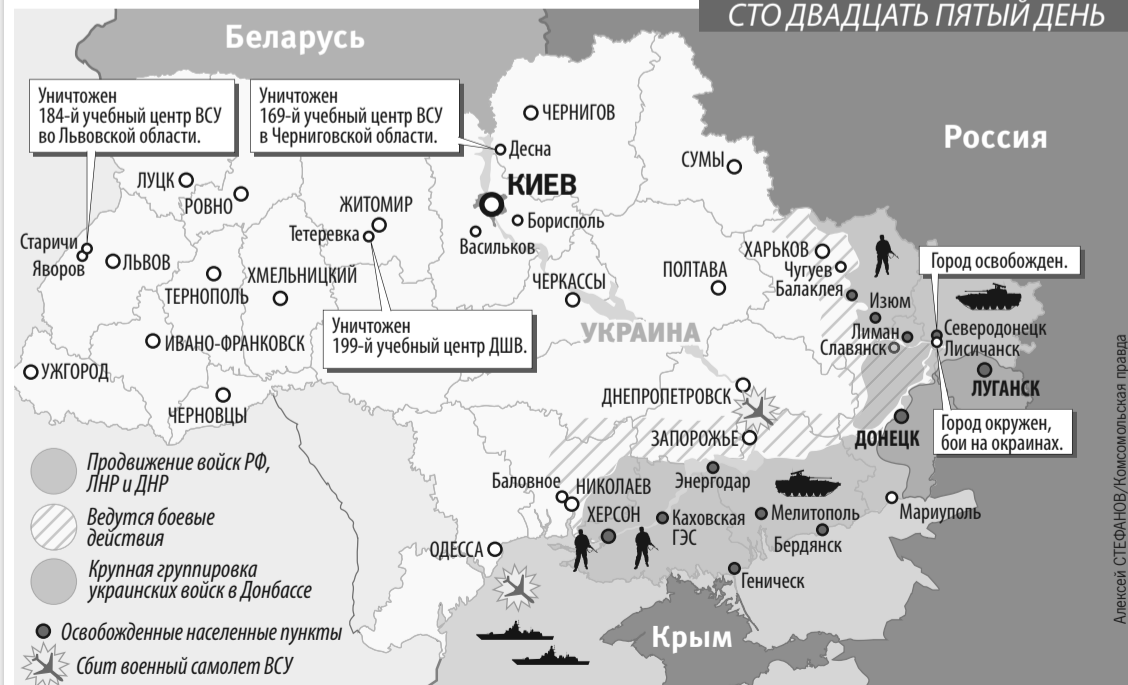 СТО ДВАДЦАТЬ ПЯТЫЙ ДЕНЬ
Беларусь
Россия
Уничтожен
184-й учебный центр ВСУ
во Львовской области.
Уничтожен
169-й учебный центр ВСУ
в Черниговской области.
ЧЕРНИГОВ
Десна
СУМЫ
КИЕВ
ЛУЦК
РОВНО
ЖИТОМИР
Тетеревка
Борисполь
Васильков
Старичи
Яворов
ЛЬВОВ
ТЕРНОПОЛЬ
ХМЕЛЬНИЦКИЙ
ЧЕРКАССЫ
ПОЛТАВА
ХАРЬКОВ
Чугуев
Балаклея
Изюм
Город освобожден.
Лиман
Славянск
Северодонецк
Лисичанск
ЛУГАНСК
УКРАИНА
Уничтожен
199-й учебный центр ДШВ.
ИВАНО-ФРАНКОВСК
УЖГОРОД
ЧЕРНОВЦЫ
ДНЕПРОПЕТРОВСК
ЗАПОРОЖЬЕ
ДОНЕЦК
Город окружен,
бои на окраинах.
Баловное
НИКОЛАЕВ
ХЕРСОН
Энергодар
Каховская
ГЭС
Мелитополь
Бердянск
Мариуполь
Геническ
ОДЕССА
Крым
Продвижение войск РФ,
ЛНР и ДНР
Ведутся боевые
действия
Крупная группировка
украинских войск в Донбассе
Освобожденные населенные пункты
Сбит военный самолет ВСУ
Алексей СТЕФАНОВ/Комсомольская правда